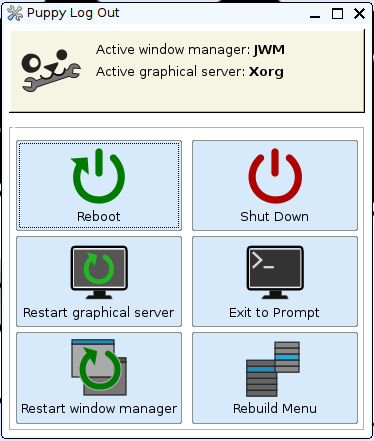 Puppy Log Out
Active window manager: JWM
Active graphical server: Xorg
Reboot
Shut Down
Restart graphical server
Exit to Prompt
Restart window manager
Rebuild Menu